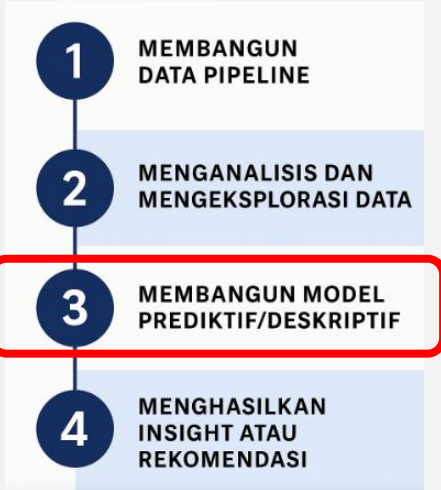 1
MEMBANGUN
DATA PIPELINE
2
MENGANALISIS DAN
MENGEKSPLORASI DATA
3
MEMBANGUN MODEL
PREDIKTIF/DESKRIPTIF
4
MENGHASILKAN
INSIGHT ATAU
REKOMENDASI